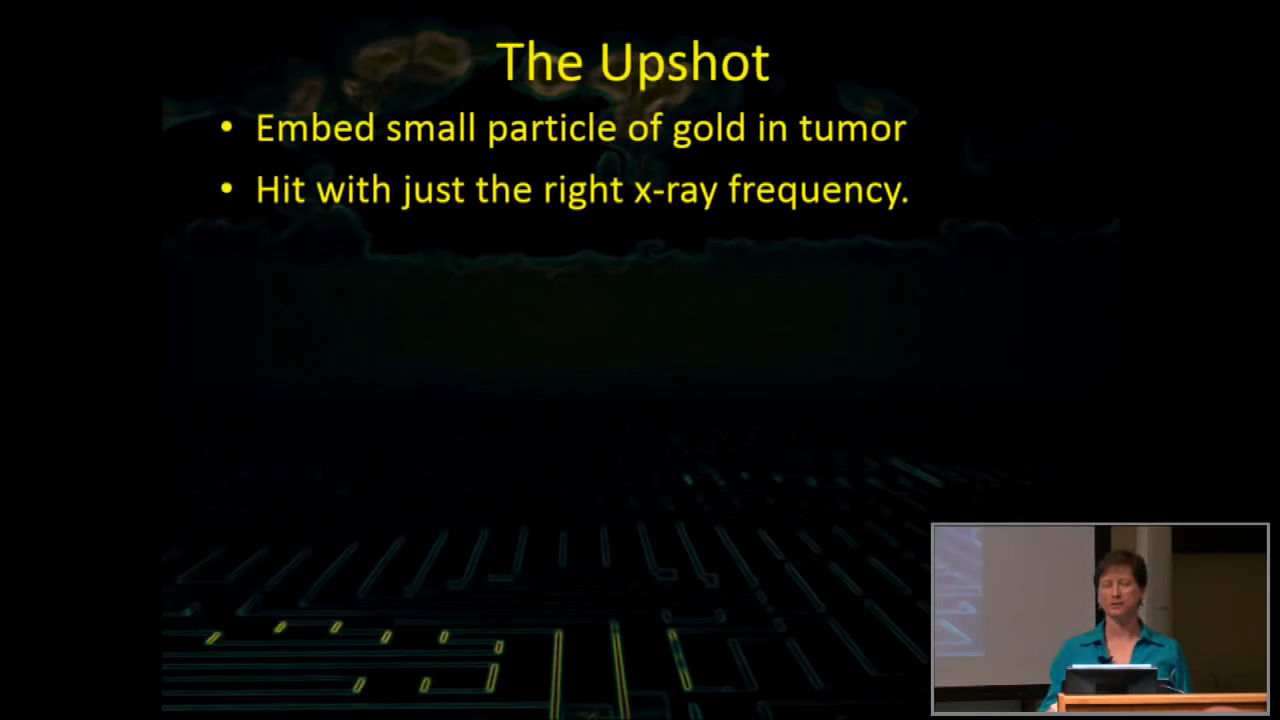 The Upshot
• Embed small particle of gold in tumor
• Hit with just the right x-ray frequency.